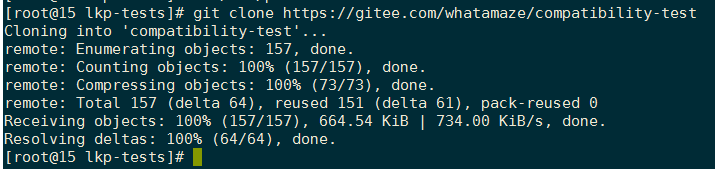 [root@15 lkp-tests]# git clone https://gitee.com/whatamaze/compatibility-test
Cloning into 'compatibility-test'...
remote: Enumerating objects: 157, done.
remote: Counting objects: 100% (157/157), done.
remote: Compressing objects: 100% (73/73), done.
remote: Total 157 (delta 64), reused 151 (delta 61), pack-reused 0
Receiving objects: 100% (157/157), 664.54 KiB | 734.00 KiB/s, done.
Resolving deltas: 100% (64/64), done.
[root@15 lkp-tests]#